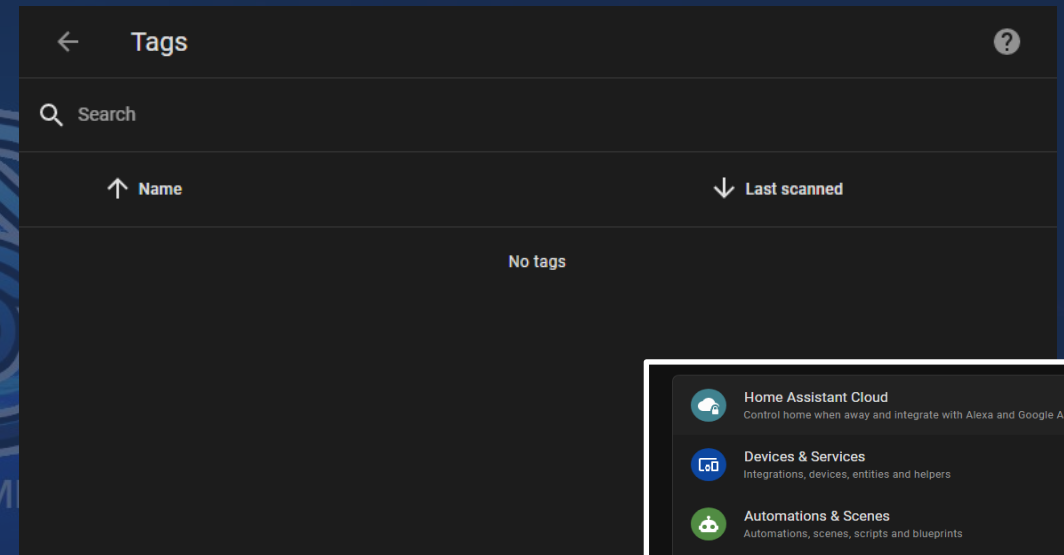 Tags
Search
Name
Last scanned
No tags
Home Assistant Cloud
Control home when away and integrate with Alexa and Google A
Devices & Services
Integrations, devices, entities and helpers
Automations & Scenes
Automations, scenes, scripts and blueprints